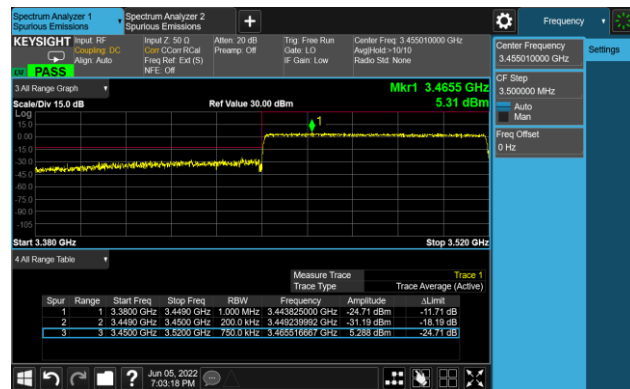 Spectrum Analyzer 1
Spurious Emissions
Spectrum Analyzer 2
Spurious Emissions
Frequency
KEYSIGHT
Input: RF
Coupling: DC
Align: Auto
Input Z: 50 Ω
Corr CCorr RCal
Freq Ref: Ext (S)
NFE: Off
Atten: 20 dB
Preamp: Off
Trig: Free Run
Gate: LO
IF Gain: Low
Center Freq: 3.455010000 GHz
Avg|Hold:>10/10
Radio Std: None
PASS
Center Frequency
3.455010000 GHz
Settings
CF Step
3.500000 MHz
Auto
Man
Freq Offset
0 Hz
3 All Range Graph
Mkr1 3.4655 GHz
Scale/Div 15.0 dB
Ref Value 30.00 dBm
5.31 dBm
Log
15.0
0.00
-15.0
-30.0
-45.0
-60.0
-75.0
-90.0
-105
1
Start 3.380 GHz
Stop 3.520 GHz
4 All Range Table
Measure Trace Trace 1
Trace Type Trace Average (Active)
Spur Range Start Freq Stop Freq RBW Frequency Amplitude ΔLimit
1 1 3.3800 GHz 3.4490 GHz 1.000 MHz 3.443825000 GHz -24.71 dBm -11.71 dB
2 2 3.4490 GHz 3.4500 GHz 200.0 kHz 3.449239992 GHz -31.19 dBm -18.19 dB
3 3 3.4500 GHz 3.5200 GHz 750.0 kHz 3.465516667 GHz 5.288 dBm -24.71 dB
?
Jun 05, 2022
7:03:18 PM